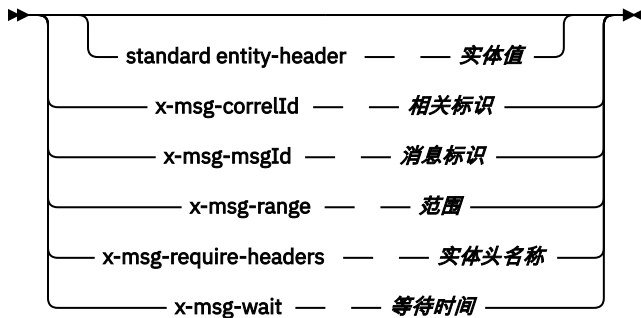 standard entity-header — — 实体值
x-msg-correlId — — 相关标识
x-msg-msgId — — 消息标识
x-msg-range — — 范围
x-msg-require-headers — — 实体头名称
x-msg-wait — — 等待时间